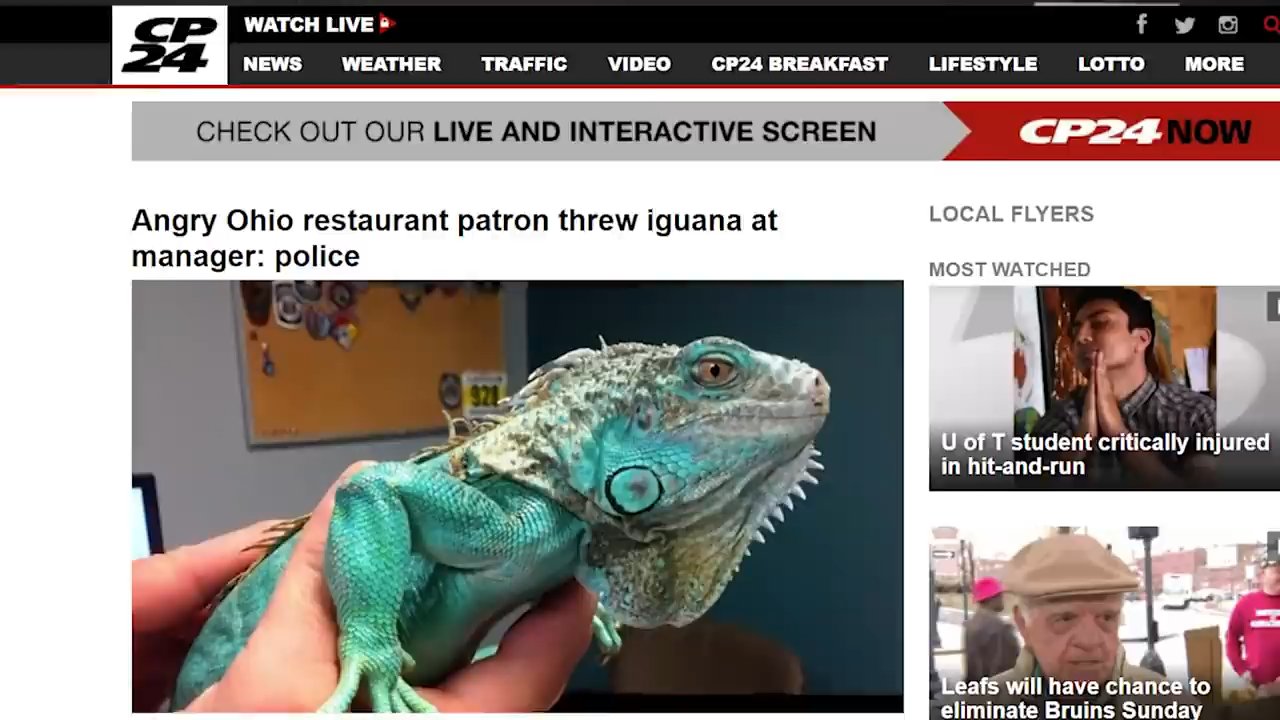 CP
24
WATCH LIVE
NEWS
WEATHER
TRAFFIC
VIDEO
CP24 BREAKFAST
LIFESTYLE
LOTTO
MORE
CHECK OUT OUR LIVE AND INTERACTIVE SCREEN
CP24 NOW
Angry Ohio restaurant patron threw iguana at
manager: police
928
LOCAL FLYERS
MOST WATCHED
U of T student critically injured
in hit-and-run
Leafs will have chance to
eliminate Bruins Sunday